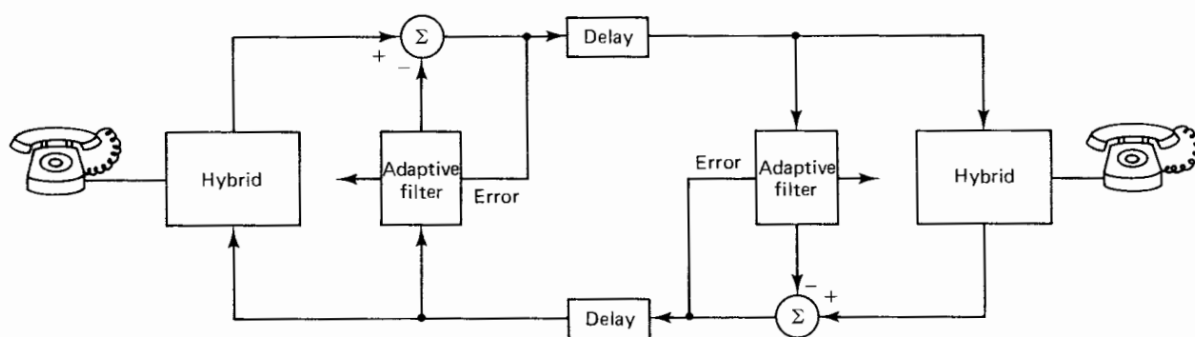 Σ
+
−
Delay
Hybrid
Adaptive
filter
Error
Error
Adaptive
filter
Hybrid
Delay
−
+
Σ